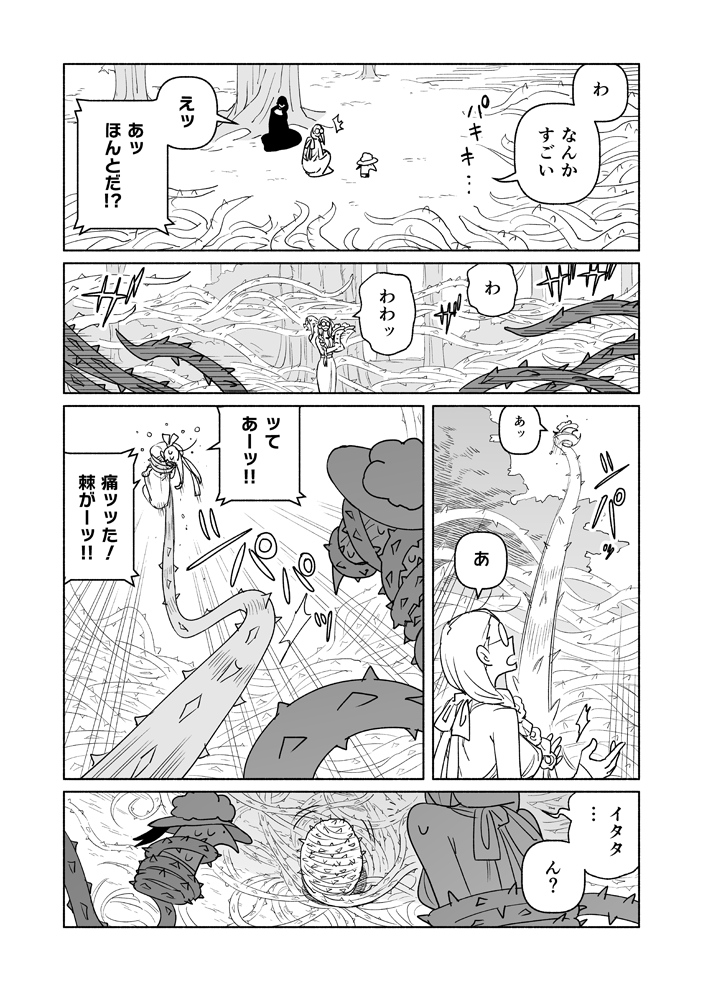 わ
なんか
すごい
パキキ…
えッ
あッ
ほんとだ!?
わ
わわッ
あッ
あ
ッて
あーッ!!
痛ッッた!
棘がーッ!!
イタタ
…
ん?